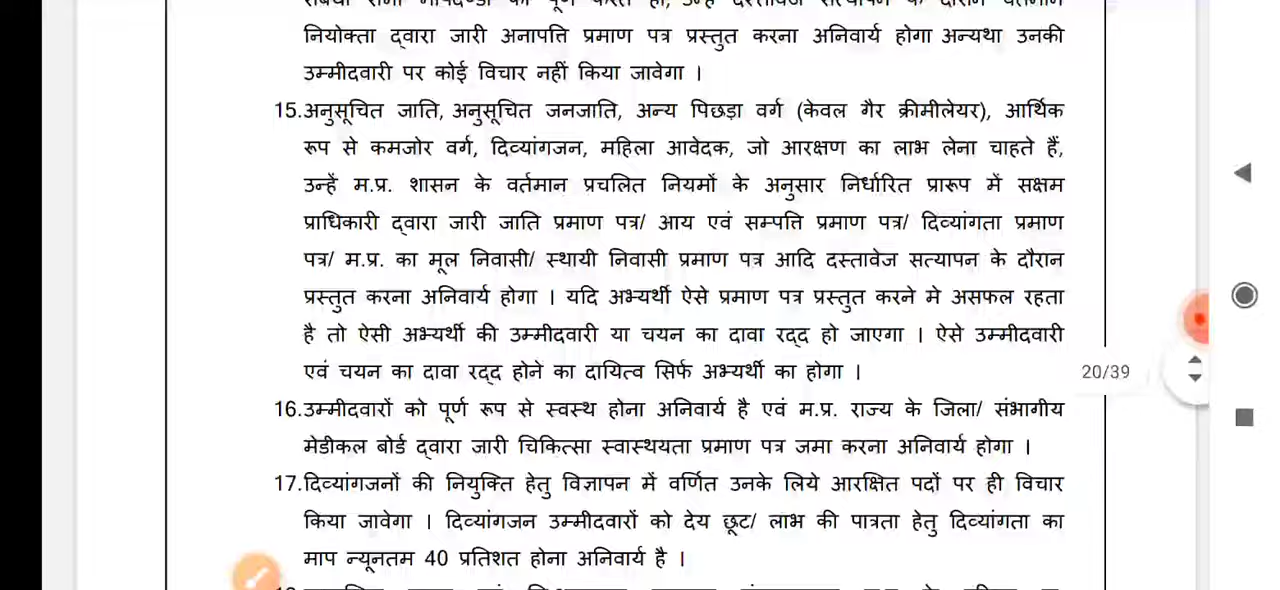 नियोक्ता द्वारा जारी अनापत्ति प्रमाण पत्र प्रस्तुत करना अनिवार्य होगा अन्यथा उनकी
उम्मीदवारी पर कोई विचार नहीं किया जावेगा ।
15.अनुसूचित जाति, अनुसूचित जनजाति, अन्य पिछड़ा वर्ग (केवल गैर क्रीमीलेयर), आर्थिक
रूप से कमजोर वर्ग, दिव्यांगजन, महिला आवेदक, जो आरक्षण का लाभ लेना चाहते हैं,
उन्हें म.प्र. शासन के वर्तमान प्रचलित नियमों के अनुसार निर्धारित प्रारूप में सक्षम
प्राधिकारी द्वारा जारी जाति प्रमाण पत्र/ आय एवं सम्पत्ति प्रमाण पत्र/ दिव्यांगता प्रमाण
पत्र/ म.प्र. का मूल निवासी/ स्थायी निवासी प्रमाण पत्र आदि दस्तावेज सत्यापन के दौरान
प्रस्तुत करना अनिवार्य होगा । यदि अभ्यर्थी ऐसे प्रमाण पत्र प्रस्तुत करने मे असफल रहता
है तो ऐसी अभ्यर्थी की उम्मीदवारी या चयन का दावा रद्द हो जाएगा । ऐसे उम्मीदवारी
एवं चयन का दावा रद्द होने का दायित्व सिर्फ अभ्यर्थी का होगा ।
20/39
16.उम्मीदवारों को पूर्ण रूप से स्वस्थ होना अनिवार्य है एवं म.प्र. राज्य के जिला/ संभागीय
मेडीकल बोर्ड द्वारा जारी चिकित्सा स्वास्थयता प्रमाण पत्र जमा करना अनिवार्य होगा ।
17.दिव्यांगजनों की नियुक्ति हेतु विज्ञापन में वर्णित उनके लिये आरक्षित पदों पर ही विचार
किया जावेगा । दिव्यांगजन उम्मीदवारों को देय छूट/ लाभ की पात्रता हेतु दिव्यांगता का
माप न्यूनतम 40 प्रतिशत होना अनिवार्य है ।